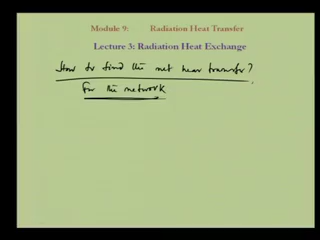 Module 9: Radiation Heat Transfer
Lecture 3: Radiation Heat Exchange
How to find the net hear transfer?
For the network